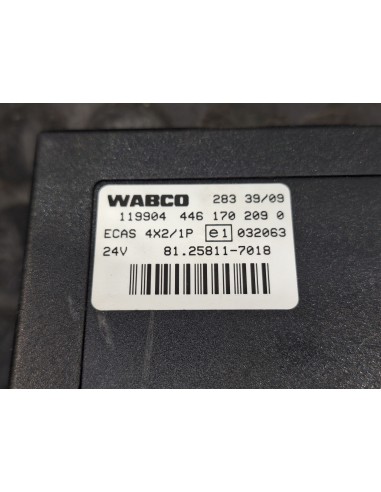 WABCO 283 39/09
119904 446 170 209 0
ECAS 4X2/1P e1 032063
24V 81.25811-7018